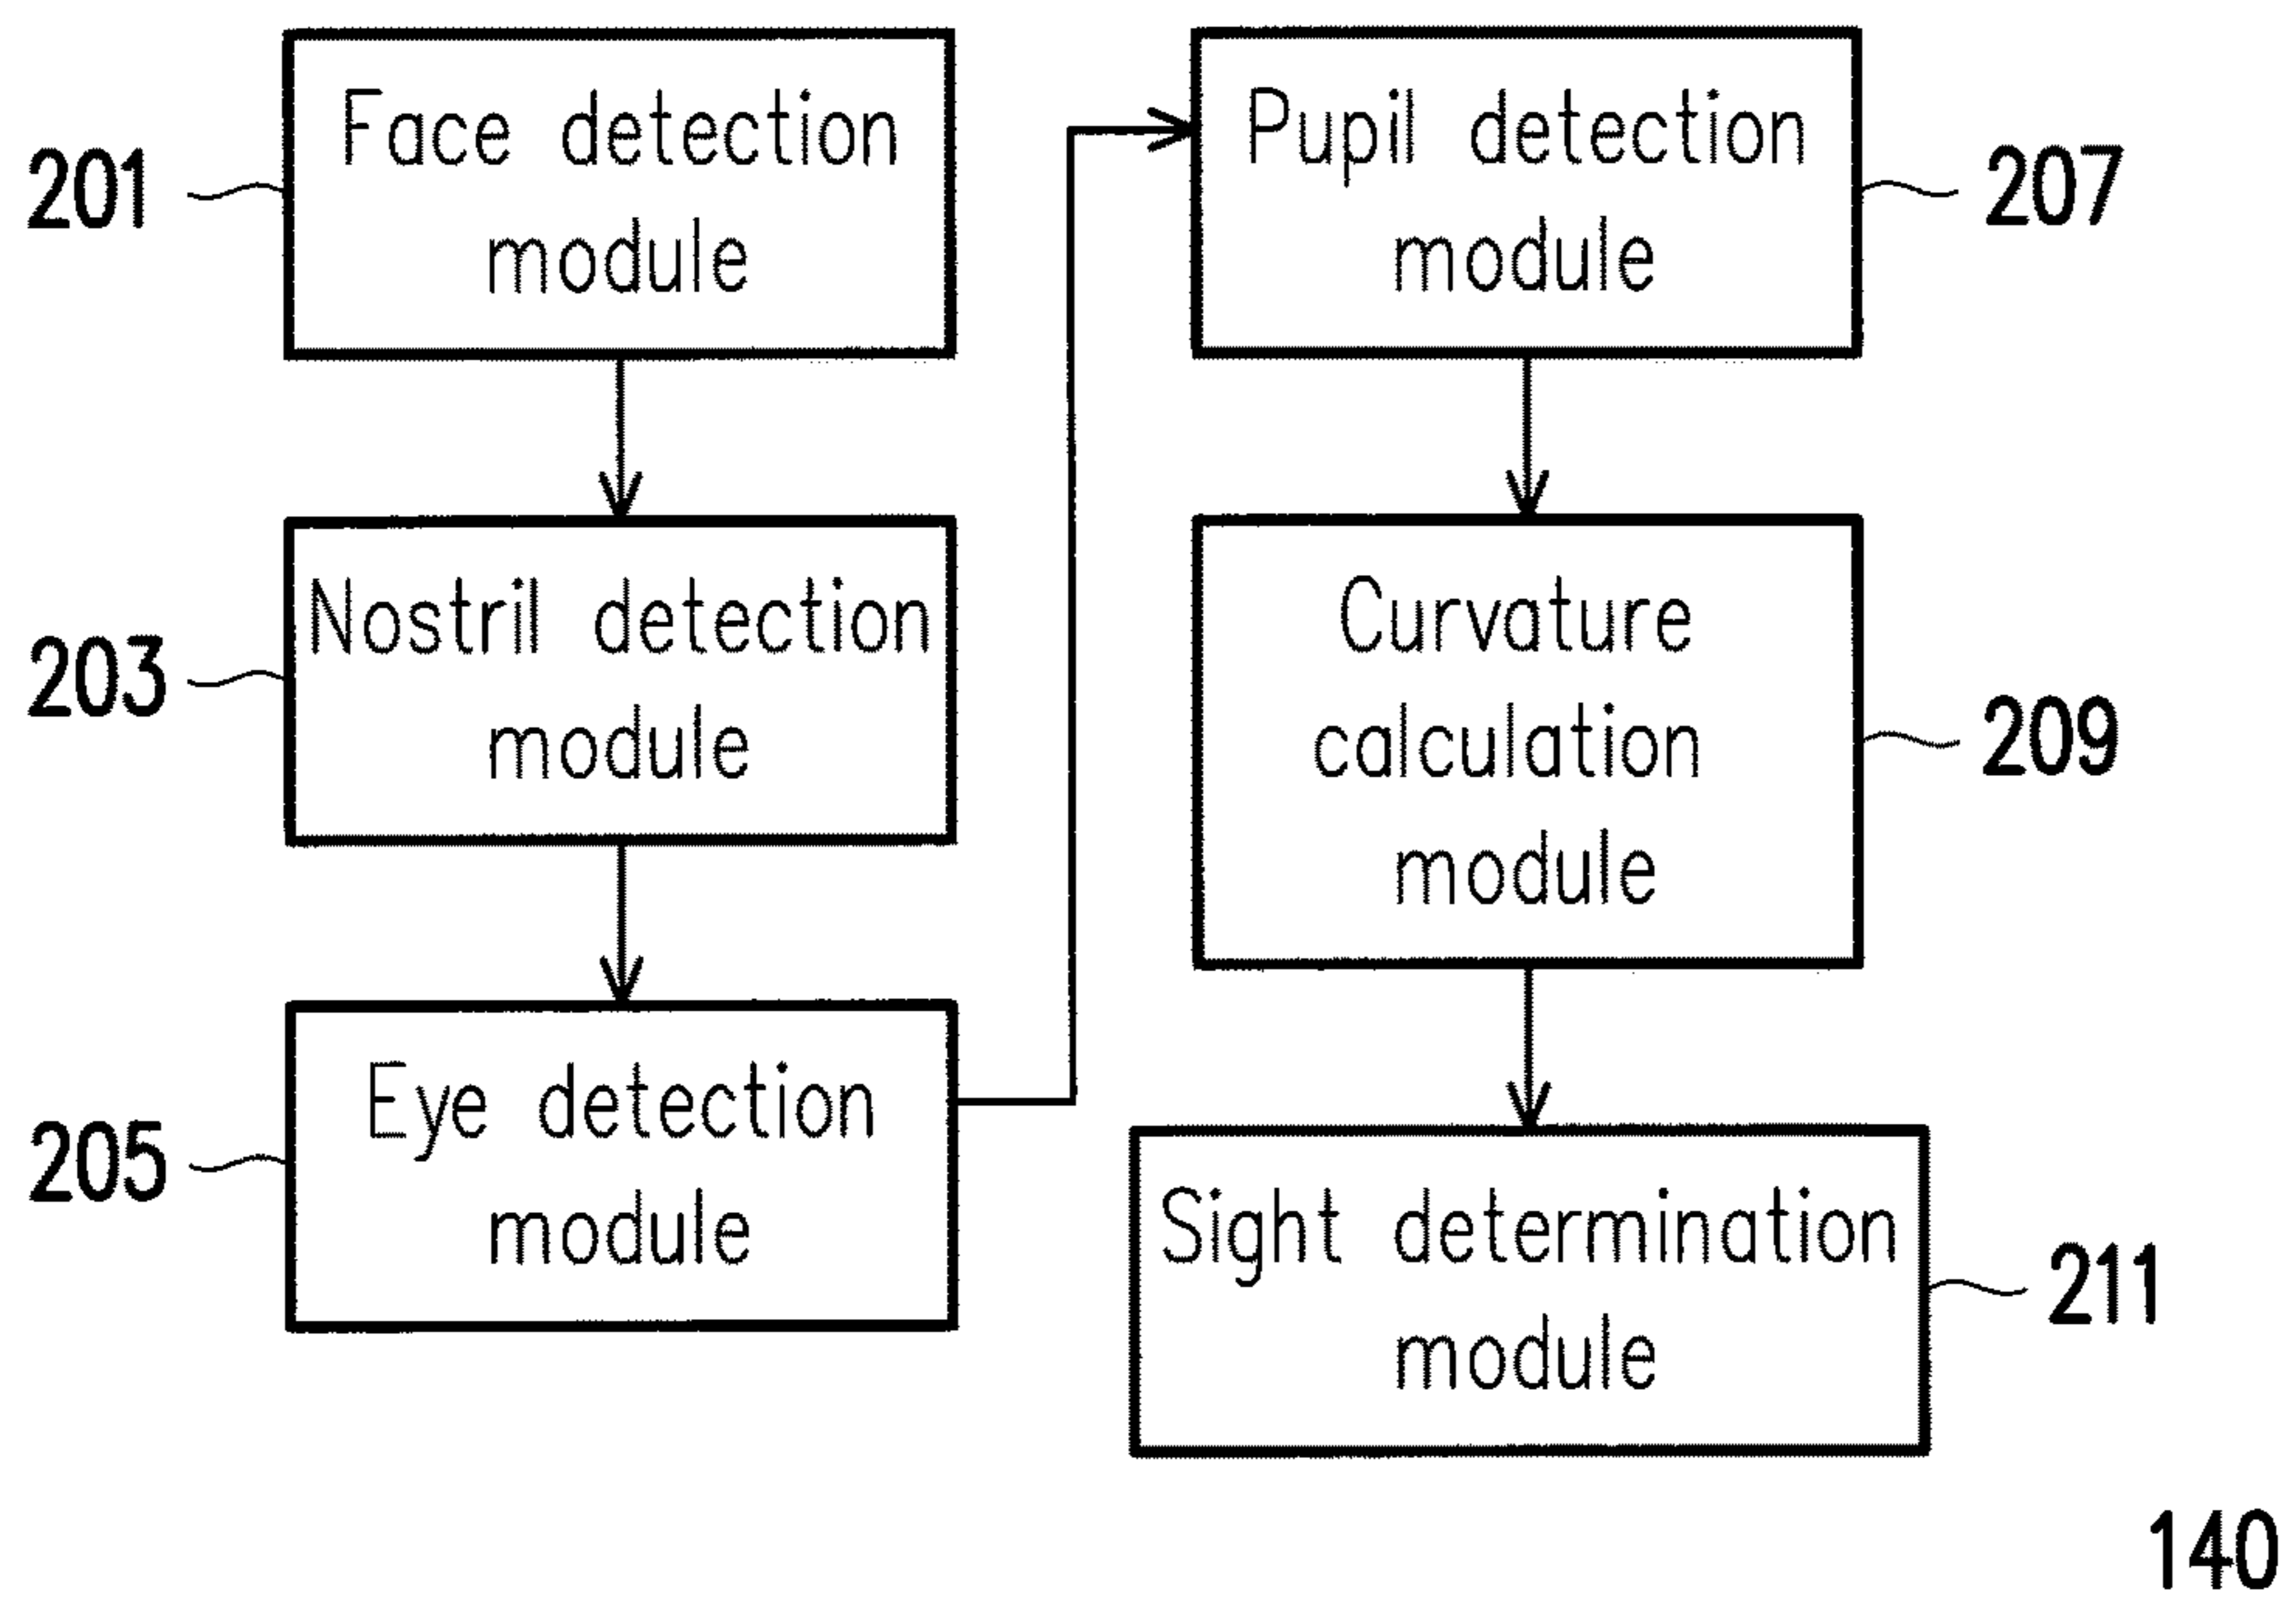 201
Face detection
module
203
Nostril detection
module
205
Eye detection
module
Pupil detection
module
207
Curvature
calculation
module
209
Sight determination
module
211
140